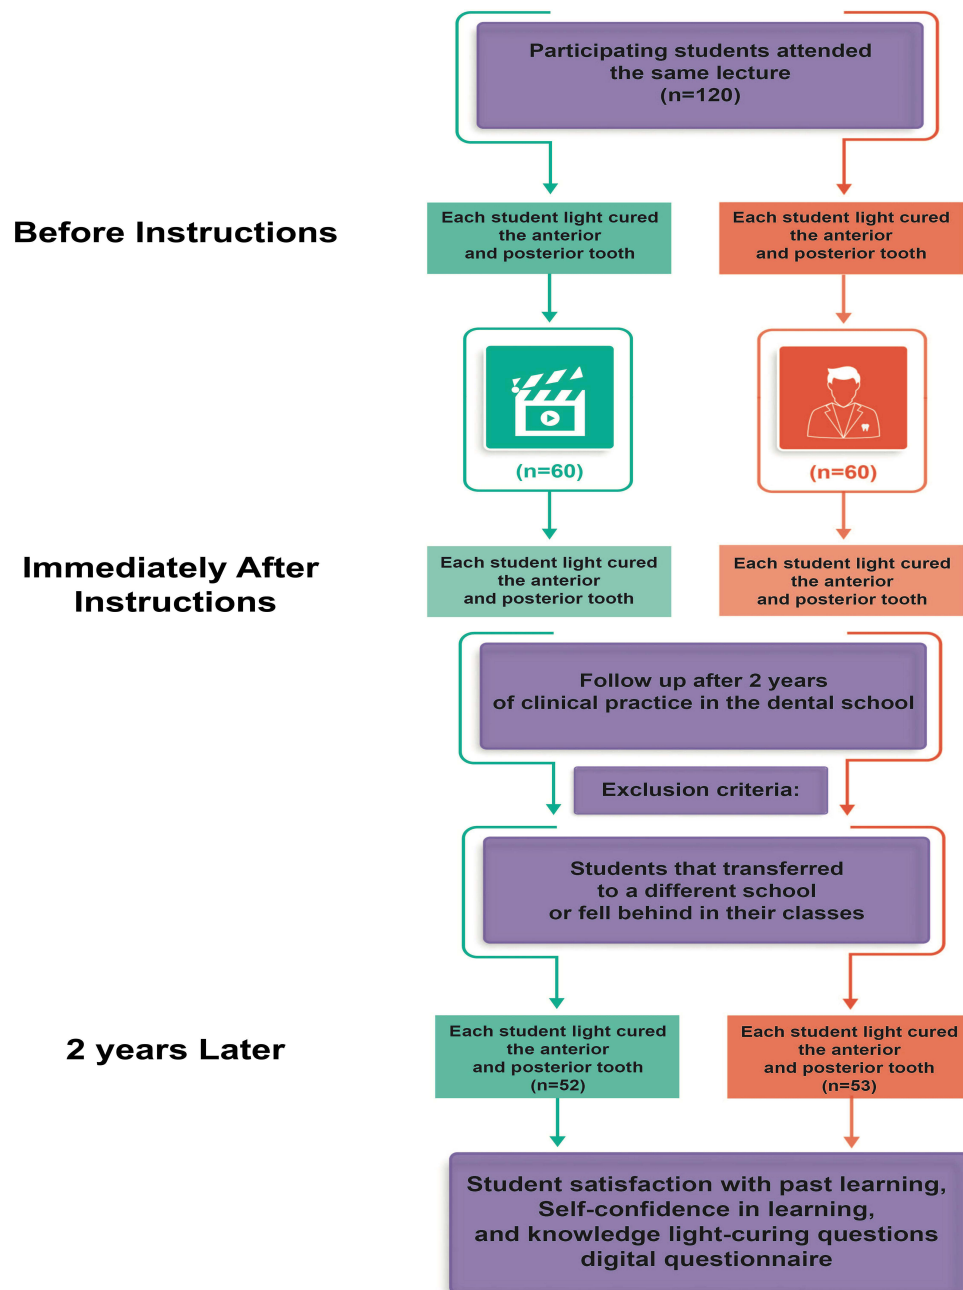 Participating students attended
the same lecture
(n=120)
Before Instructions
Each student light cured
the anterior
and posterior tooth
Each student light cured
the anterior
and posterior tooth
(n=60)
(n=60)
Immediately After
Instructions
Each student light cured
the anterior
and posterior tooth
Each student light cured
the anterior
and posterior tooth
Follow up after 2 years
of clinical practice in the dental school
Exclusion criteria:
Students that transferred
to a different school
or fell behind in their classes
2 years Later
Each student light cured
the anterior
and posterior tooth
(n=52)
Each student light cured
the anterior
and posterior tooth
(n=53)
Student satisfaction with past learning,
Self-confidence in learning,
and knowledge light-curing questions
digital questionnaire